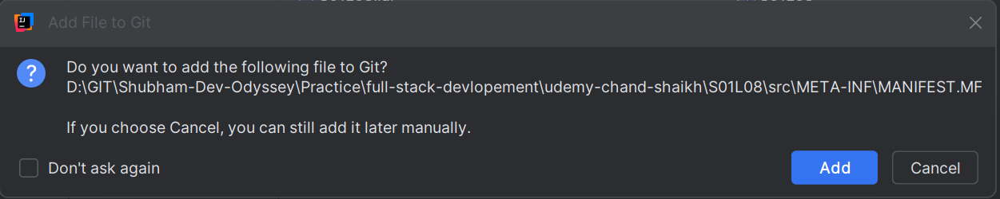 Add File to Git
Do you want to add the following file to Git?
D:\GIT\Shubham-Dev-Odyssey\Practice\full-stack-devlopement\udemy-chand-shaikh\S01L08\src\META-INF\MANIFEST.MF
If you choose Cancel, you can still add it later manually.
Don't ask again
Add
Cancel